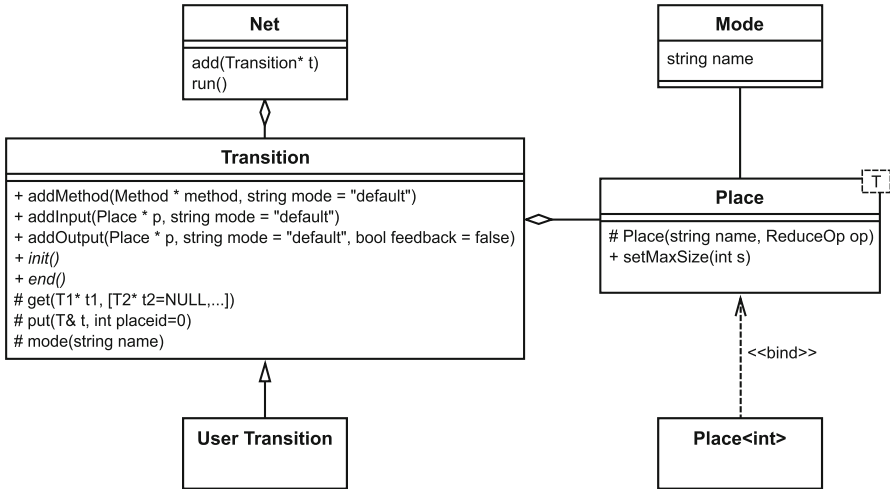 Net
add(Transition* t)
run()
Mode
string name
Transition
+ addMethod(Method * method, string mode = "default")
+ addInput(Place * p, string mode = "default")
+ addOutput(Place * p, string mode = "default", bool feedback = false)
+ init()
+ end()
# get(T1* t1, [T2* t2=NULL,...])
# put(T& t, int placeid=0)
# mode(string name)
T
Place
# Place(string name, ReduceOp op)
+ setMaxSize(int s)
<<bind>>
User Transition
Place<int>